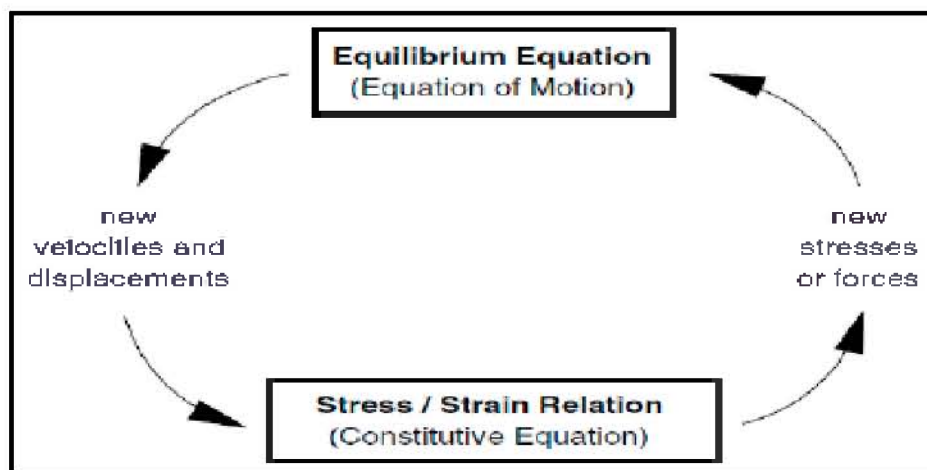 Equilibrium Equation
(Equation of Motion)
new
velocities and
displacements
new
stresses
or forces
Stress / Strain Relation
(Constitutive Equation)